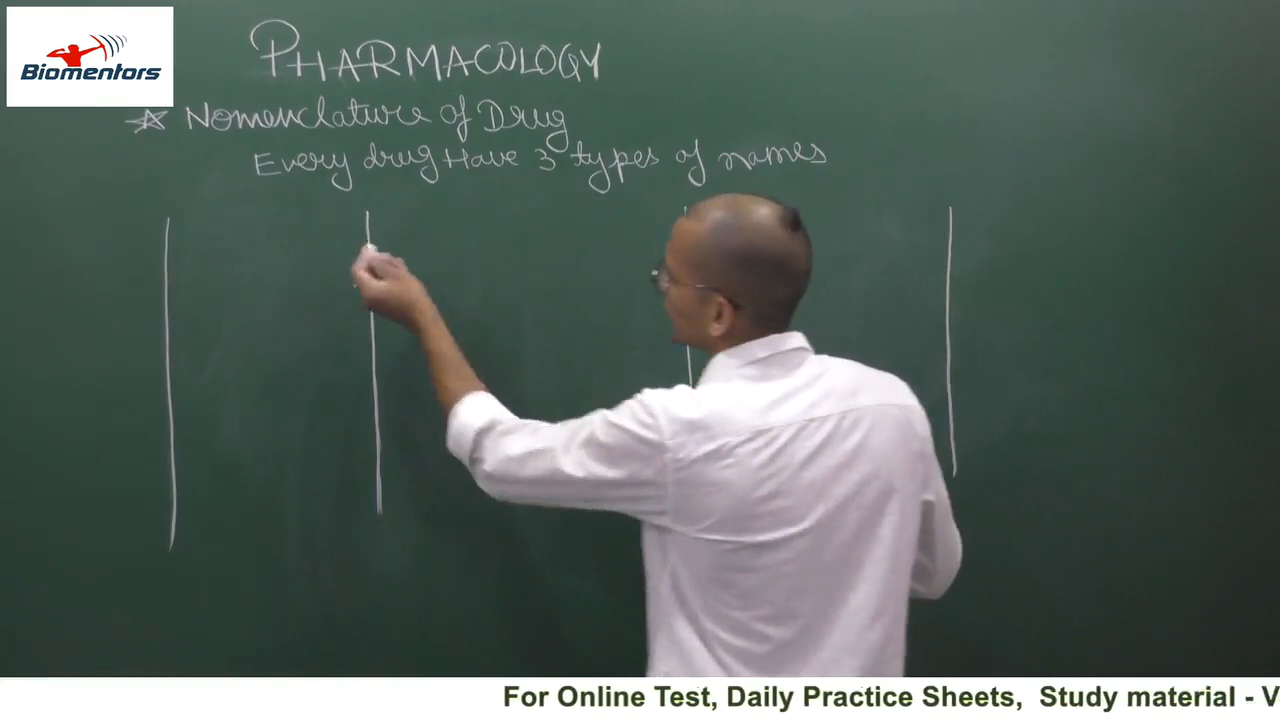 Biomentors
PHARMACOLOGY
Nomenclature of Drug
Every drug Have 3 types of names
For Online Test, Daily Practice Sheets, Study material - V